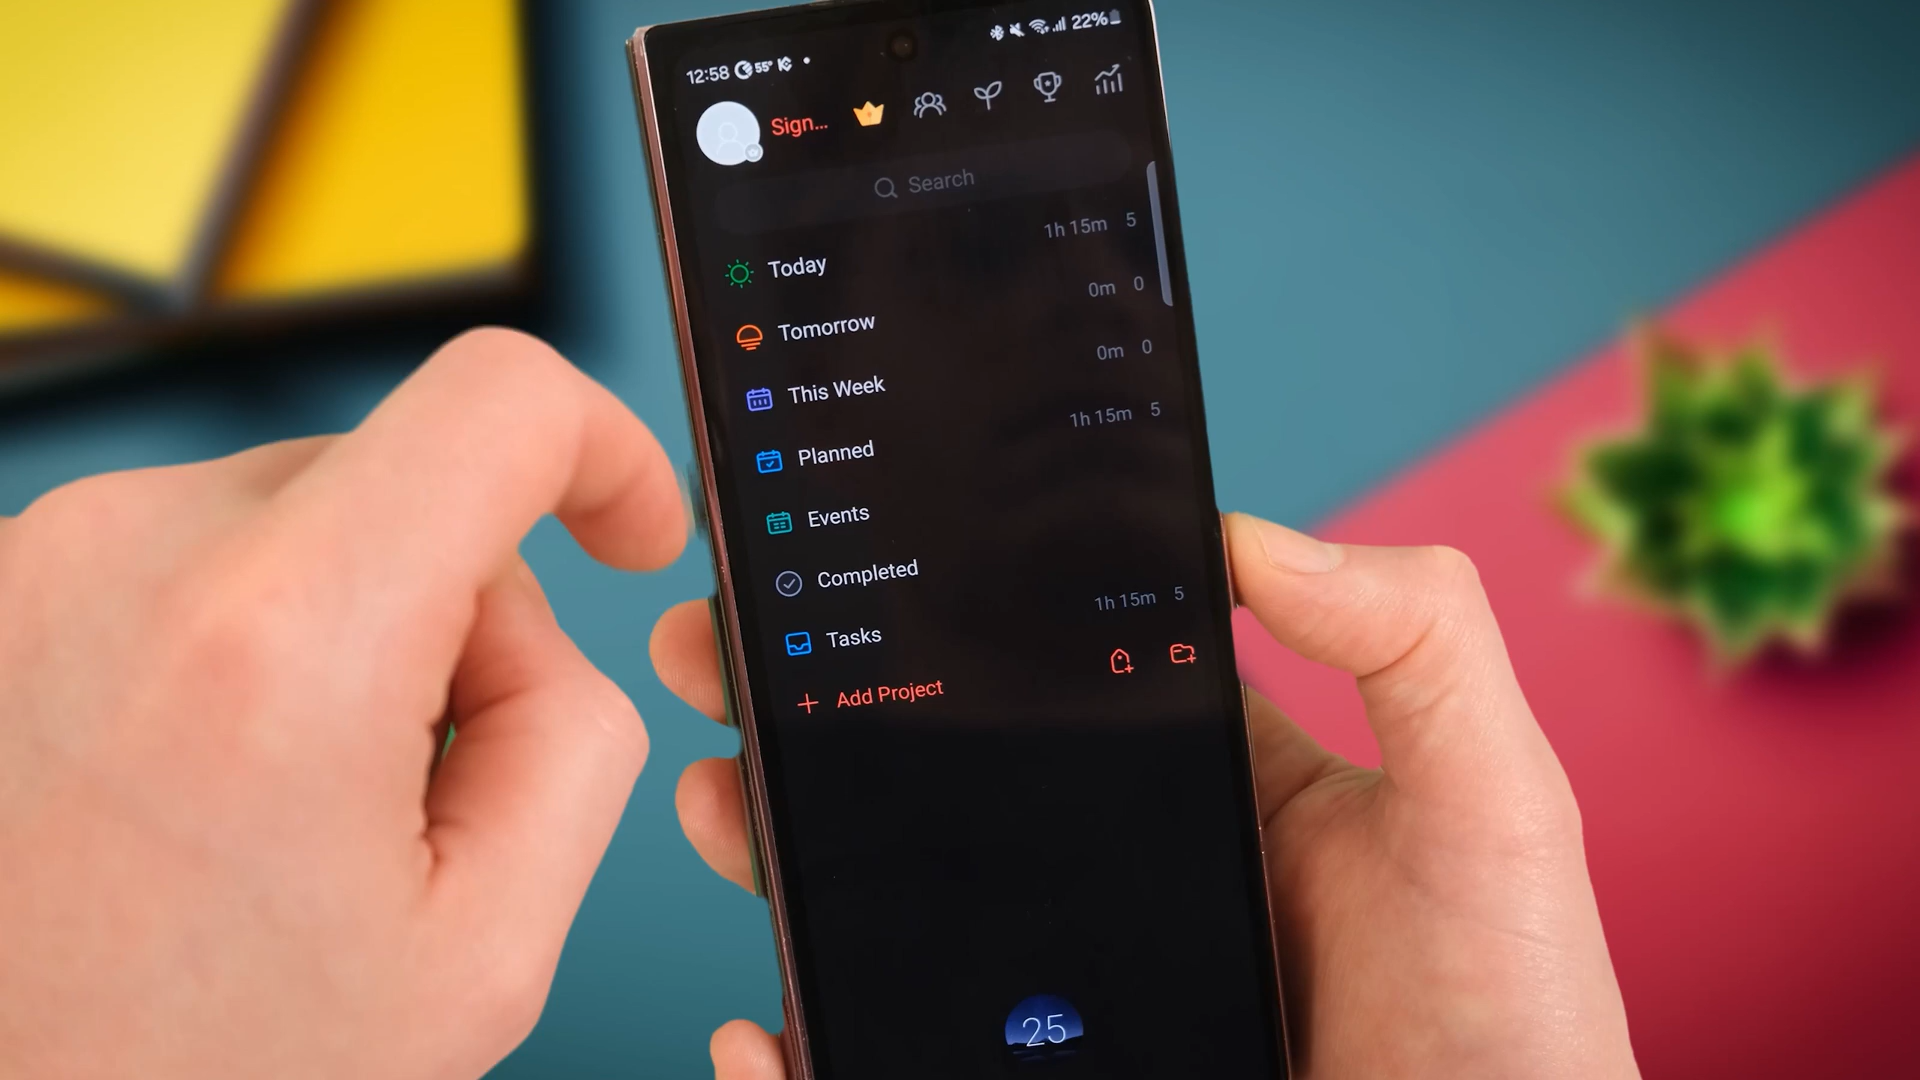 12:58 55° 22%
Sign...
Search
1h 15m 5
Today
0m 0
Tomorrow
0m 0
This Week
1h 15m 5
Planned
Events
Completed
1h 15m 5
Tasks
Add Project
25